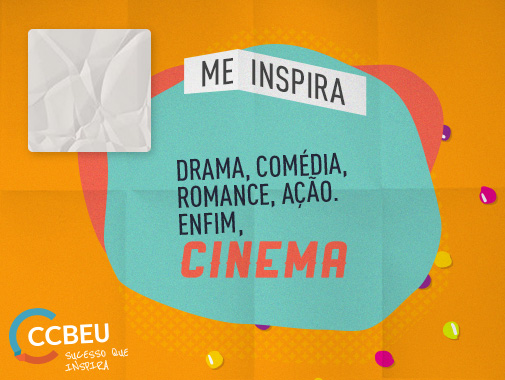 ME INSPIRA
DRAMA, COMÉDIA,
ROMANCE, AÇÃO.
ENFIM,
CINEMA
CCBEU
SUCESSO QUE
INSPIRA